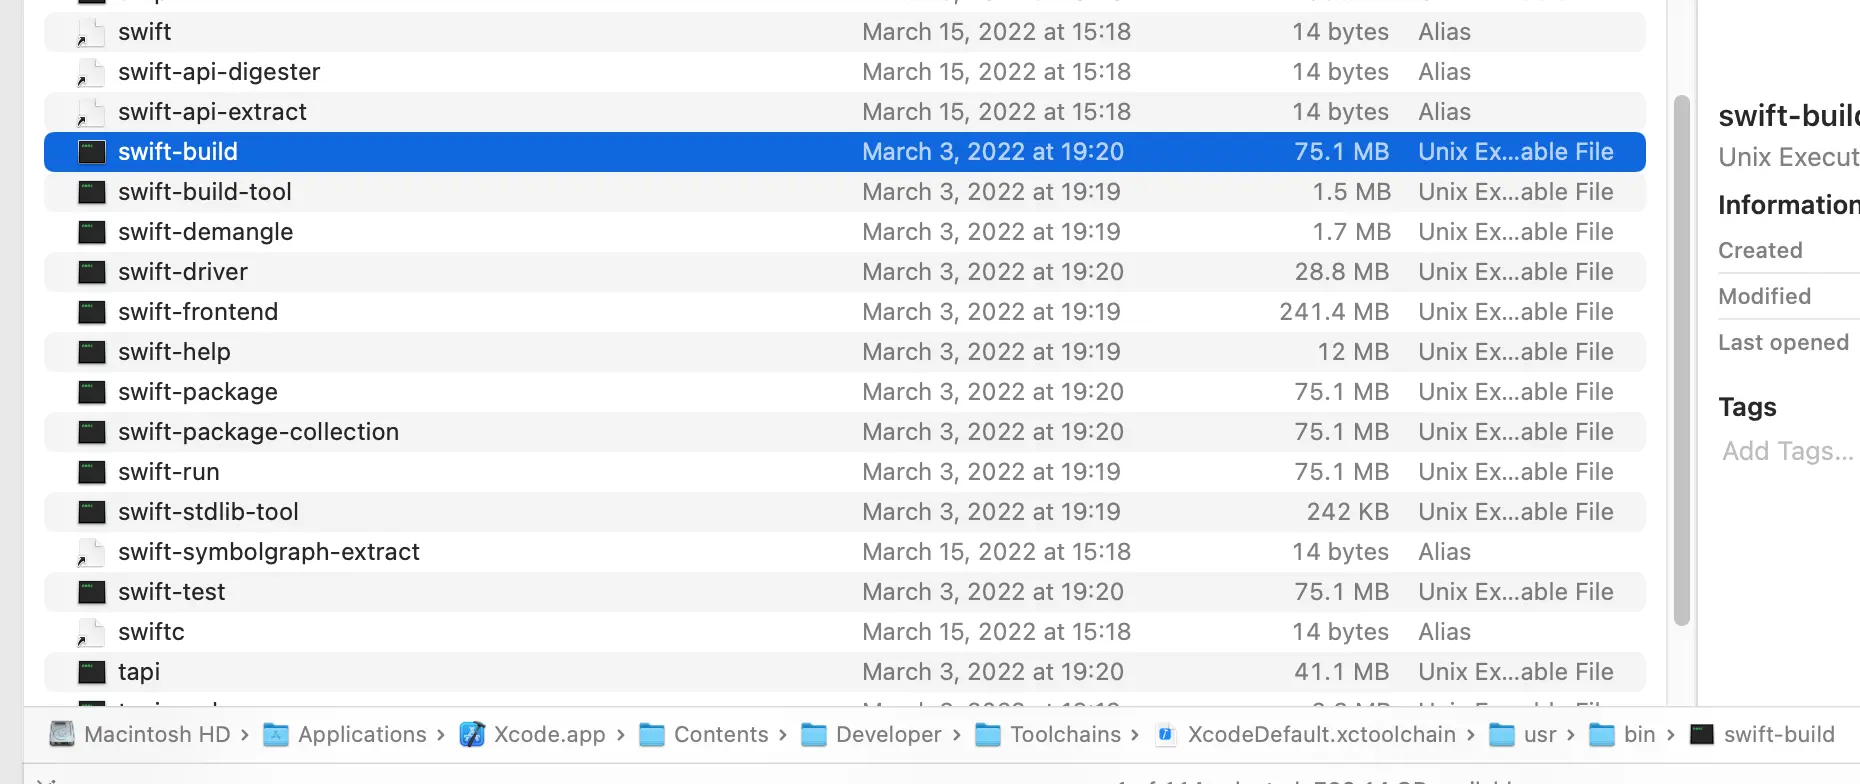 swift March 15, 2022 at 15:18 14 bytes Alias
swift-api-digester March 15, 2022 at 15:18 14 bytes Alias
swift-api-extract March 15, 2022 at 15:18 14 bytes Alias
swift-build March 3, 2022 at 19:20 75.1 MB Unix Ex...able File
swift-build-tool March 3, 2022 at 19:19 1.5 MB Unix Ex...able File
swift-demangle March 3, 2022 at 19:19 1.7 MB Unix Ex...able File
swift-driver March 3, 2022 at 19:20 28.8 MB Unix Ex...able File
swift-frontend March 3, 2022 at 19:19 241.4 MB Unix Ex...able File
swift-help March 3, 2022 at 19:19 12 MB Unix Ex...able File
swift-package March 3, 2022 at 19:20 75.1 MB Unix Ex...able File
swift-package-collection March 3, 2022 at 19:20 75.1 MB Unix Ex...able File
swift-run March 3, 2022 at 19:19 75.1 MB Unix Ex...able File
swift-stdlib-tool March 3, 2022 at 19:19 242 KB Unix Ex...able File
swift-symbolgraph-extract March 15, 2022 at 15:18 14 bytes Alias
swift-test March 3, 2022 at 19:20 75.1 MB Unix Ex...able File
swiftc March 15, 2022 at 15:18 14 bytes Alias
tapi March 3, 2022 at 19:20 41.1 MB Unix Ex...able File
swift-build
Unix Execut
Information
Created
Modified
Last opened
Tags
Add Tags...
Macintosh HD › Applications › Xcode.app › Contents › Developer › Toolchains › XcodeDefault.xctoolchain › usr › bin › swift-build